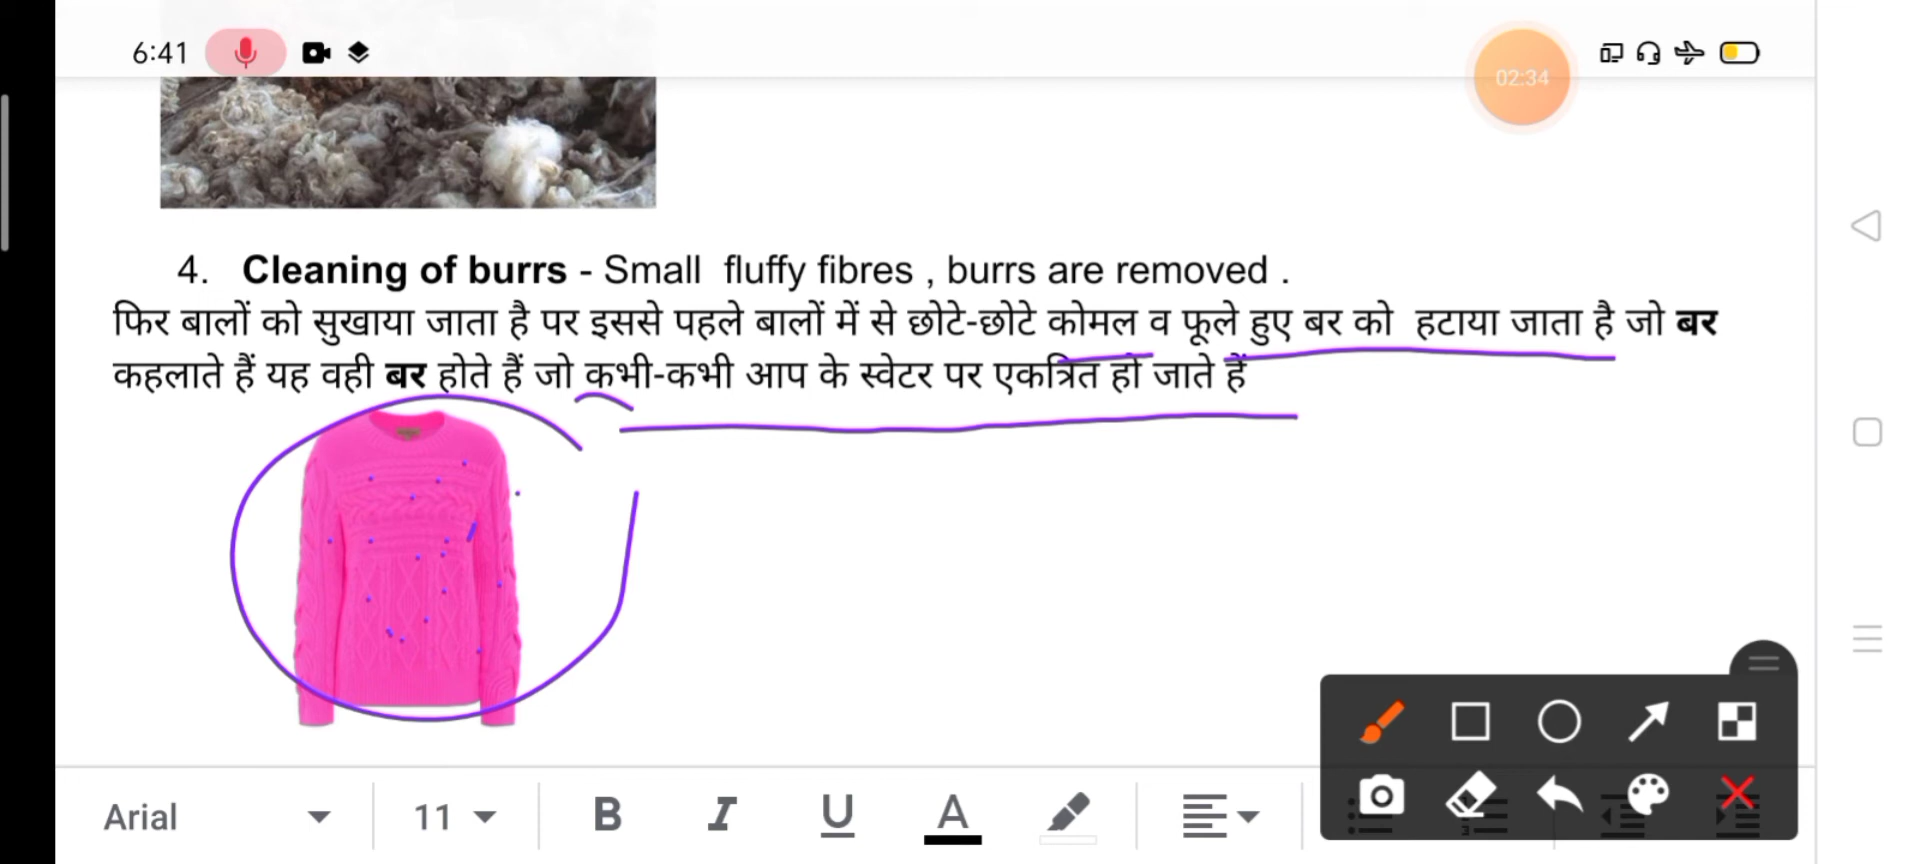 6:41
02:34
4. Cleaning of burrs - Small fluffy fibres , burrs are removed .
फिर बालों को सुखाया जाता है पर इससे पहले बालों में से छोटे-छोटे कोमल व फूले हुए बर को हटाया जाता है जो बर
कहलाते हैं यह वही बर होते हैं जो कभी-कभी आप के स्वेटर पर एकत्रित हो जाते हैं
Arial 11 B I U A